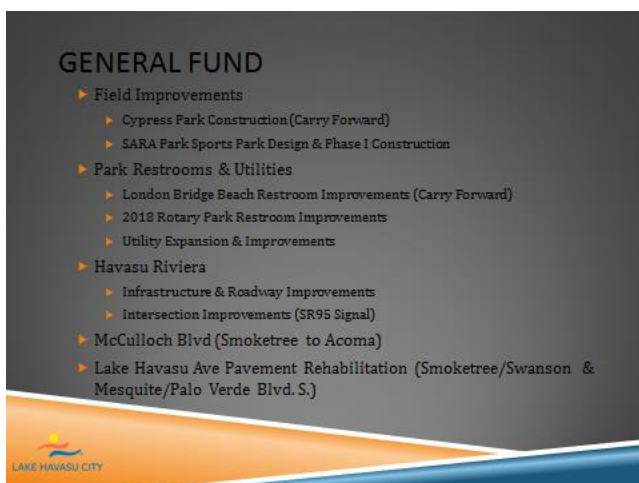 GENERAL FUND
Field Improvements
Cypress Park Construction (Carry Forward)
SARA Park Sports Park Design & Phase I Construction
Park Restrooms & Utilities
London Bridge Beach Restroom Improvements (Carry Forward)
2018 Rotary Park Restroom Improvements
Utility Expansion & Improvements
Havasu Riviera
Infrastructure & Roadway Improvements
Intersection Improvements (SR95 Signal)
McCulloch Blvd (Smoketree to Acoma)
Lake Havasu Ave Pavement Rehabilitation (Smoketree/Swanson &
Mesquite/Palo Verde Blvd. S.)
LAKE HAVASU CITY